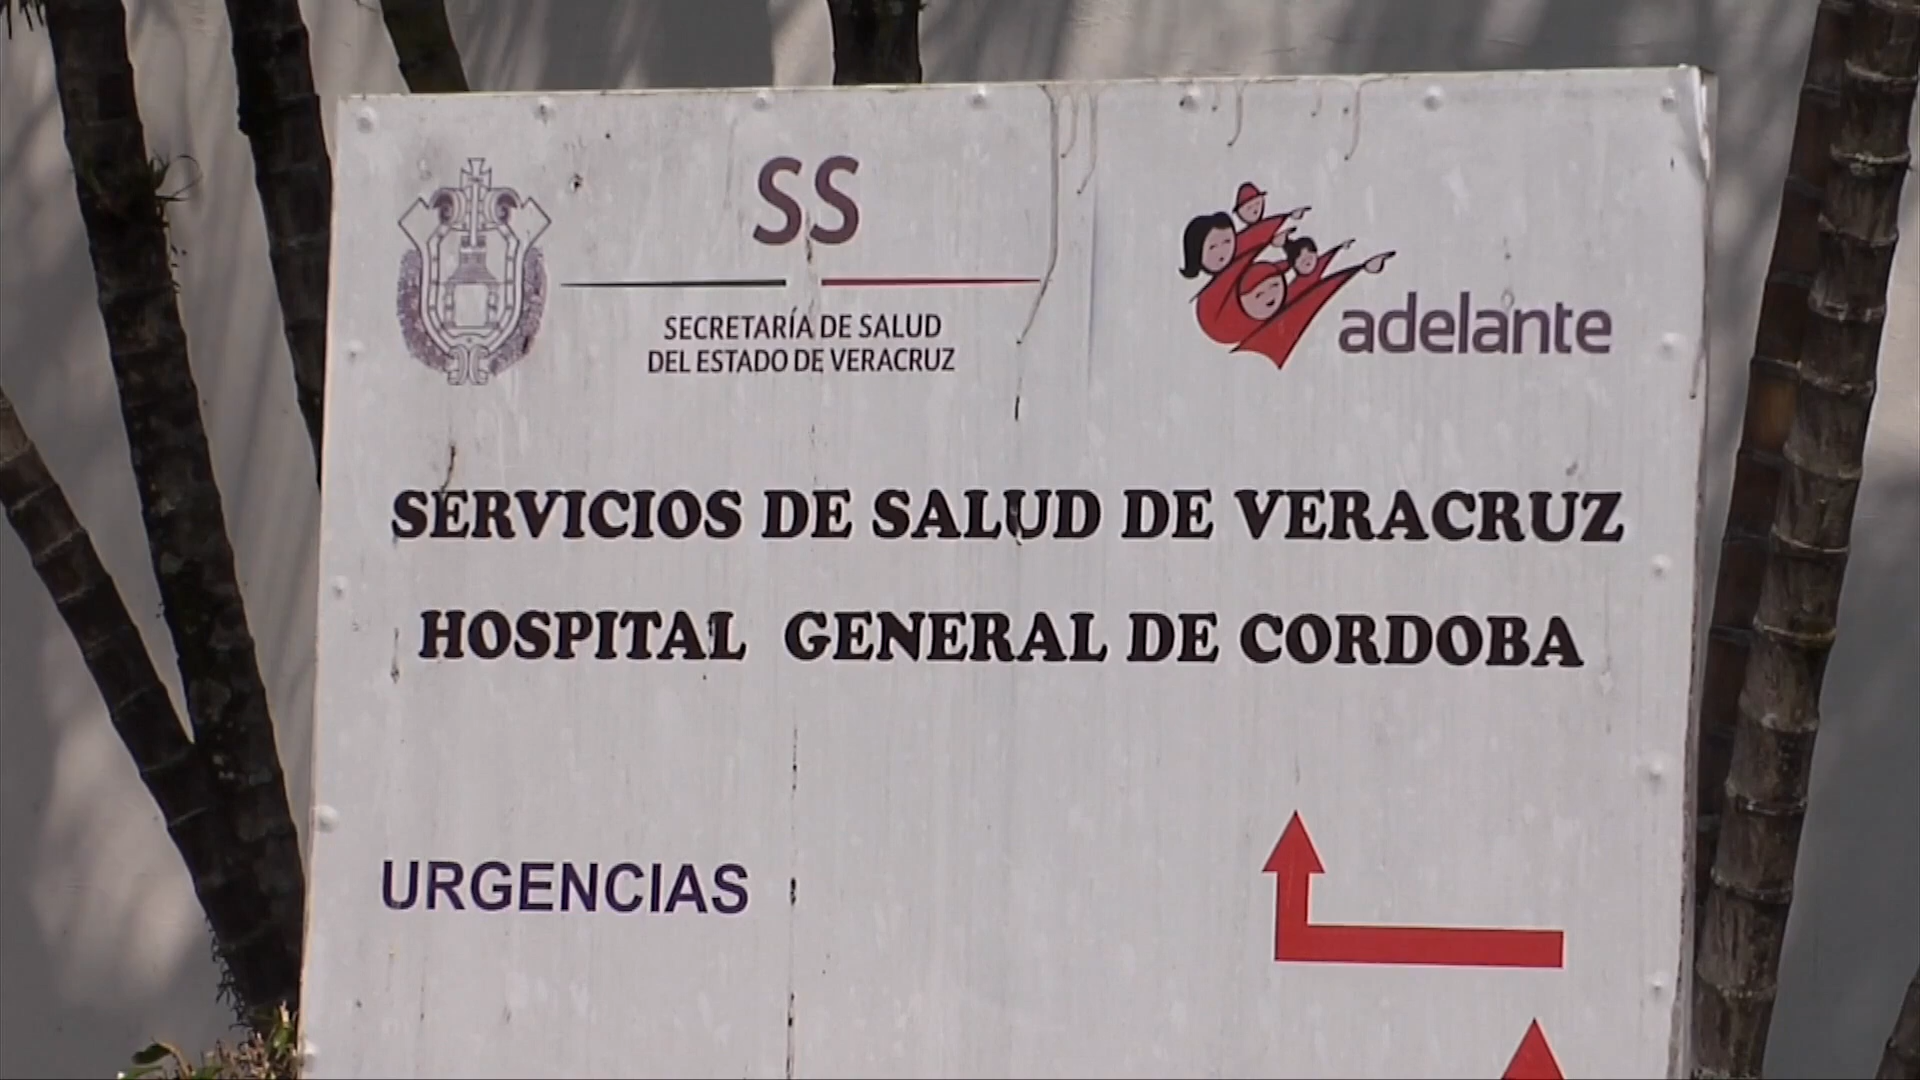 SS
SECRETARÍA DE SALUD
DEL ESTADO DE VERACRUZ
adelante
SERVICIOS DE SALUD DE VERACRUZ
HOSPITAL GENERAL DE CORDOBA
URGENCIAS